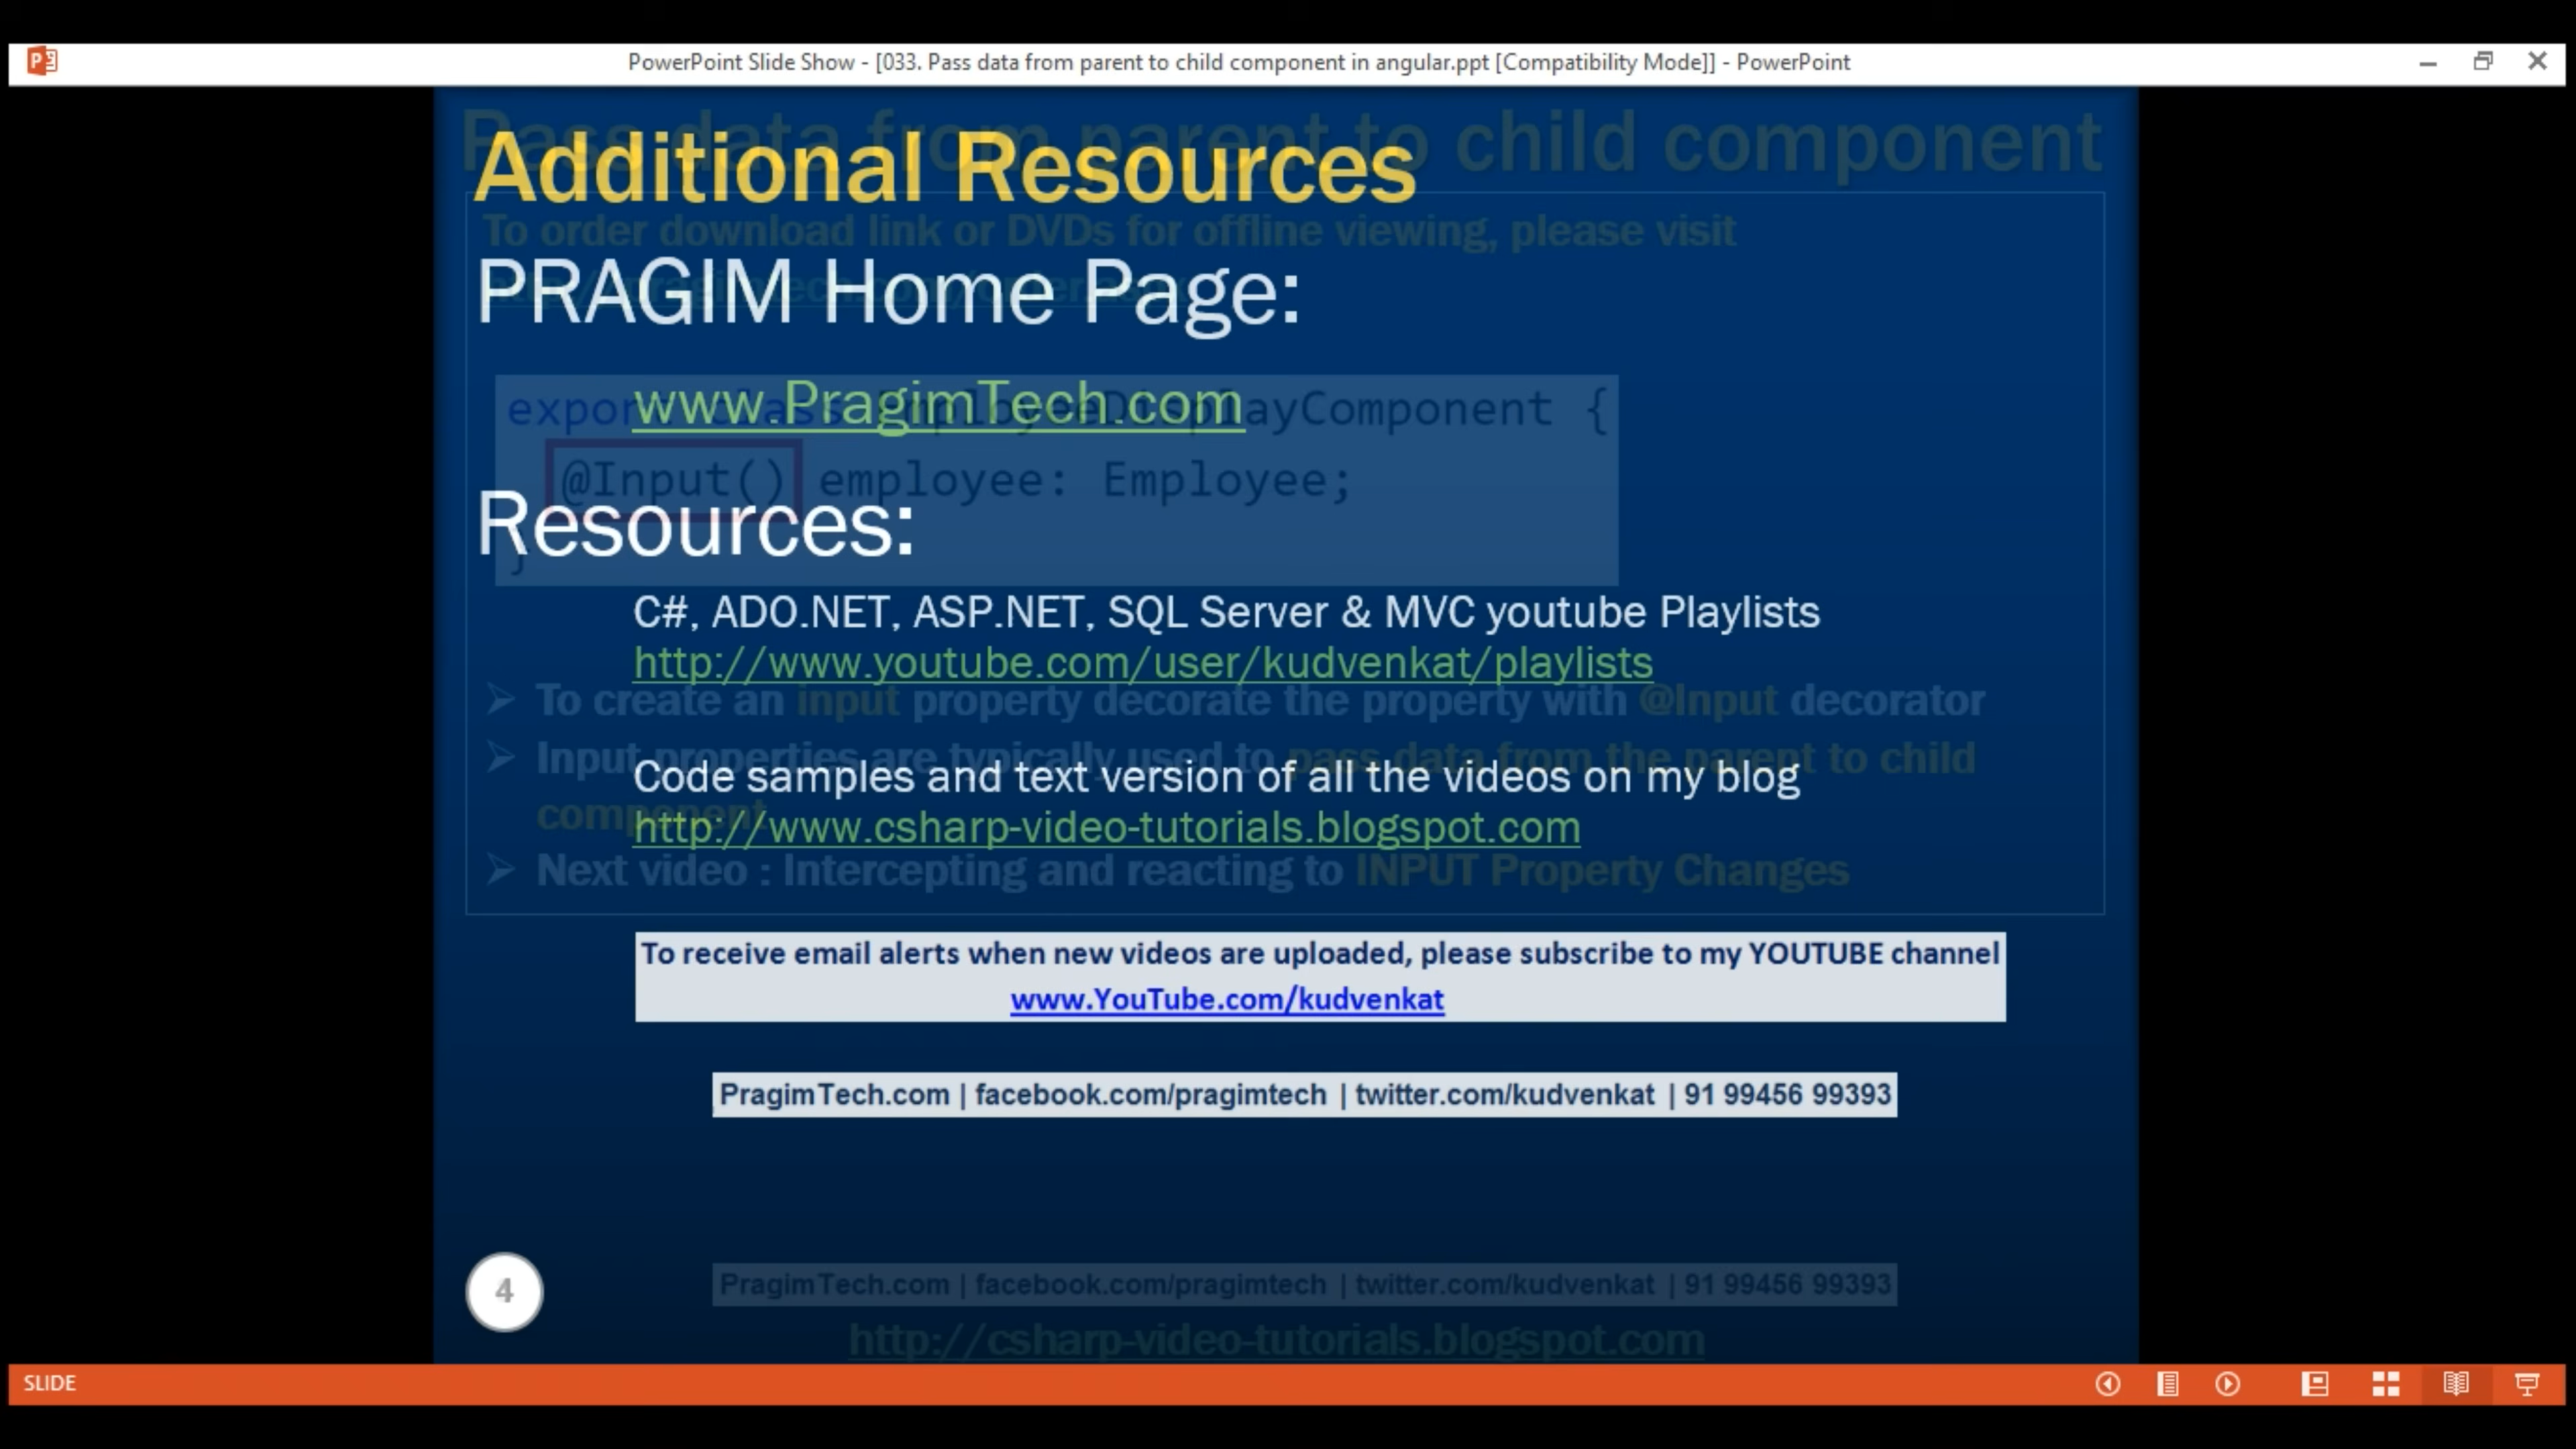 PowerPoint Slide Show - [033. Pass data from parent to child component in angular.ppt [Compatibility Mode]] - PowerPoint
Pass data from parent to child component
Additional Resources
To order download link or DVDs for offline viewing, please visit
PRAGIM Home Page:
www.PragimTech.com
export class EmployeeDisplayComponent {
@Input() employee: Employee;
}
Resources:
C#, ADO.NET, ASP.NET, SQL Server & MVC youtube Playlists
http://www.youtube.com/user/kudvenkat/playlists
To create an input property decorate the property with @Input decorator
Input properties are typically used to pass data from the parent to child
component
Code samples and text version of all the videos on my blog
http://www.csharp-video-tutorials.blogspot.com
Next video : Intercepting and reacting to INPUT Property Changes
To receive email alerts when new videos are uploaded, please subscribe to my YOUTUBE channel
www.YouTube.com/kudvenkat
PragimTech.com | facebook.com/pragimtech | twitter.com/kudvenkat | 91 99456 99393
4
PragimTech.com | facebook.com/pragimtech | twitter.com/kudvenkat | 91 99456 99393
http://csharp-video-tutorials.blogspot.com
SLIDE